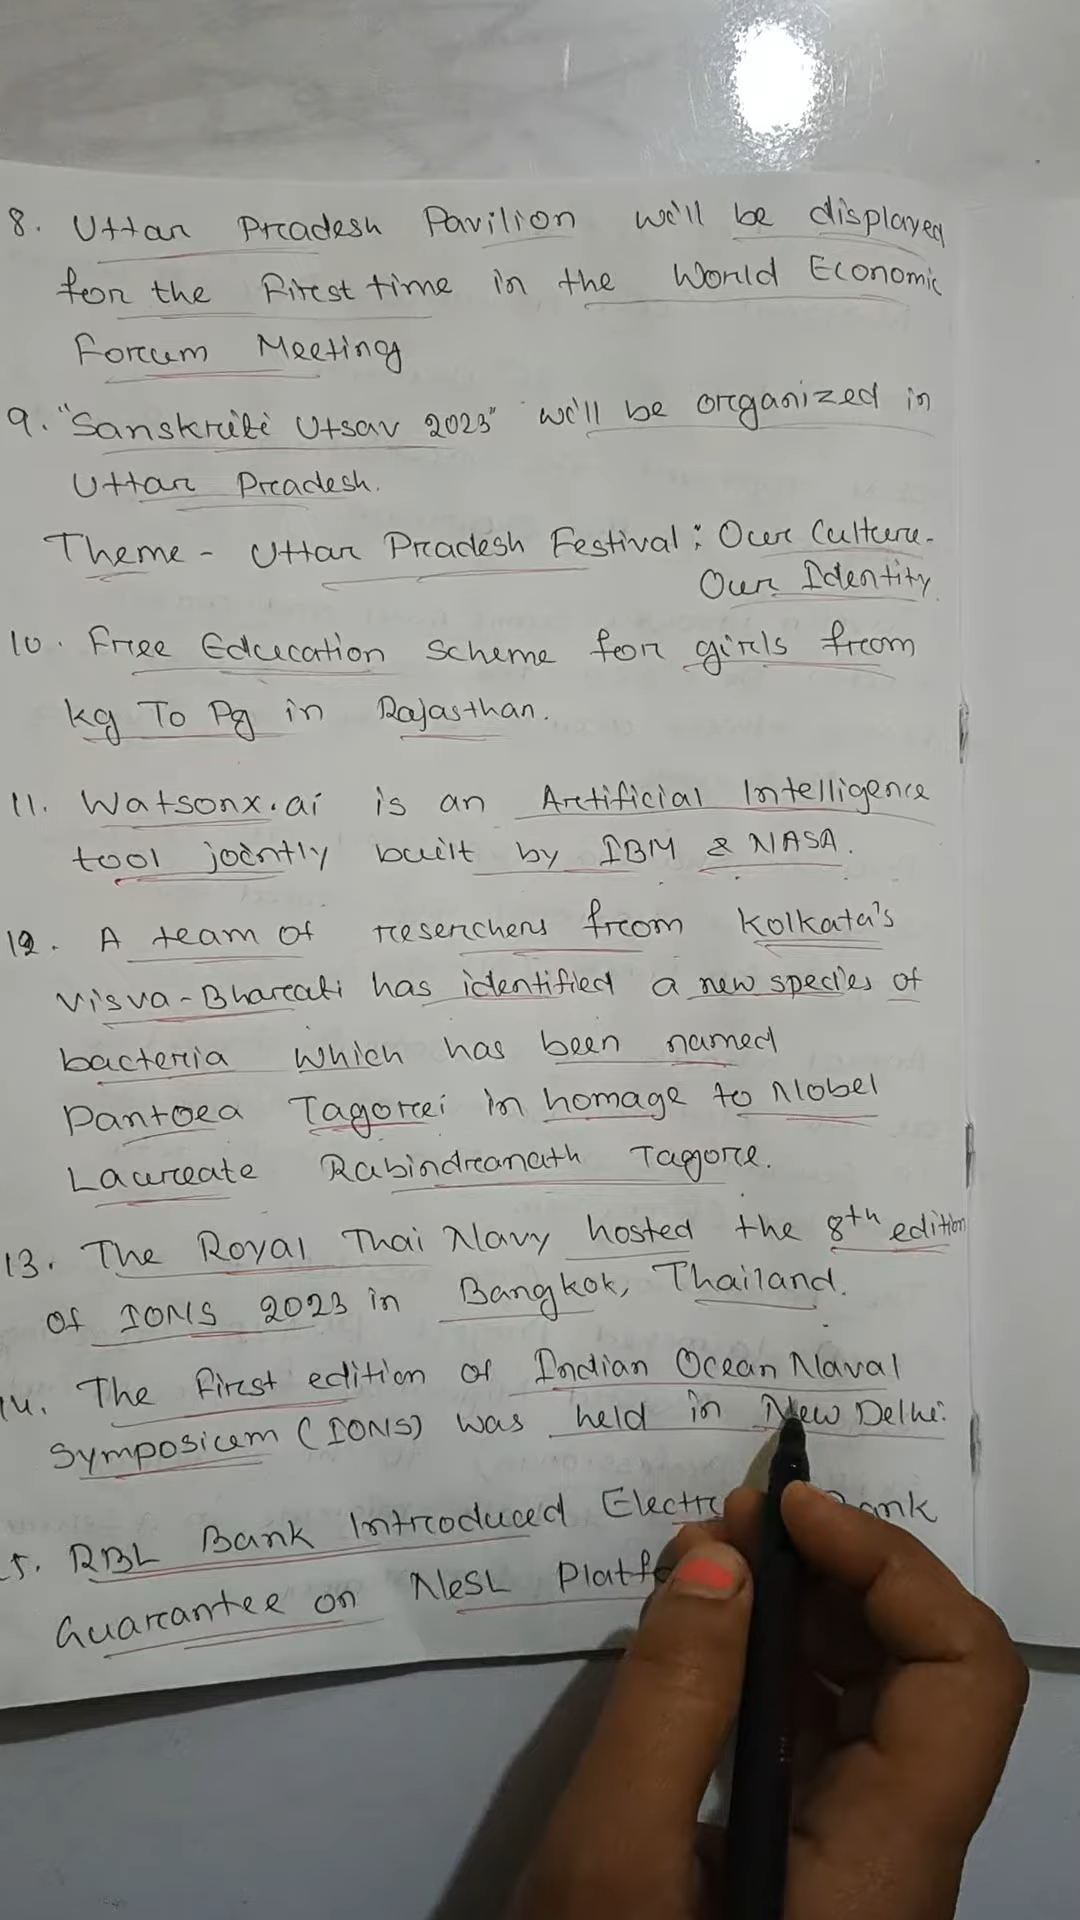 8. Uttar Pradesh Pavilion will be displayed
for the First time in the World Economic
Forum Meeting
9. "Sanskriti Utsav 2023" will be organized in
Uttar Pradesh.
Theme - Uttar Pradesh Festival : Our Culture-
Our Identity
10. Free Education scheme for girls from
kg To Pg in Rajasthan.
11. Watsonx.ai is an Artificial Intelligence
tool jointly built by IBM & NASA.
12. A team of reserchers from Kolkata's
Visva-Bharati has identified a new species of
bacteria which has been named
Pantoea Tagorei in homage to Nobel
Laureate Rabindranath Tagore.
13. The Royal Thai Navy hosted the 8th edition
of IONS 2023 in Bangkok, Thailand.
14. The First edition of Indian Ocean Naval
Symposium (IONS) was held in New Delhi.
15. RBL Bank Introduced Bank
Guarantee on NeSL